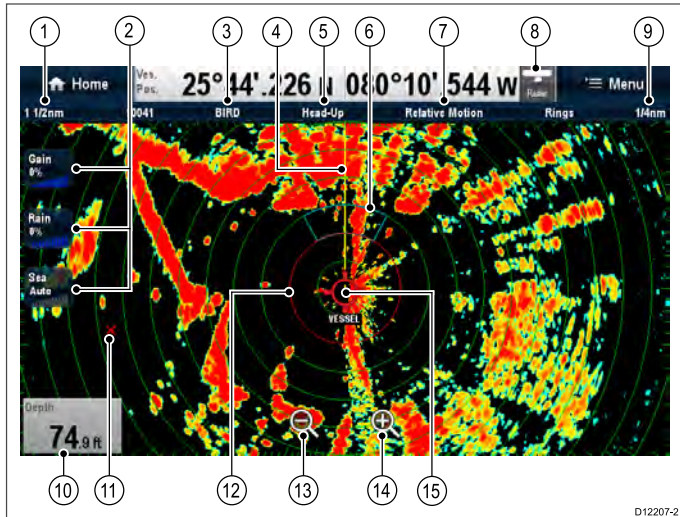 1 2 3 4 5 6 7 8 9
Home
Ves. Pos. 25°44'.226 N 080°10'.544 W
Menu
1 1/2nm 0041 BIRD Head-Up Relative Motion Rings 1/4nm
Gain
0%
Rain
0%
Sea
Auto
VESSEL
Depth
74.9 ft
10 11 12 13 14 15
D12207-2